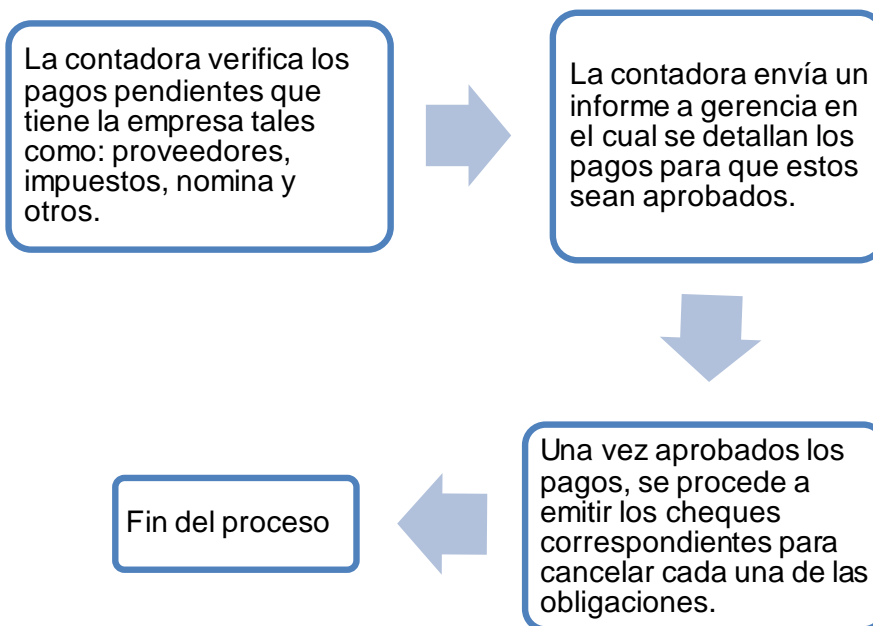 La contadora verifica los
pagos pendientes que
tiene la empresa tales
como: proveedores,
impuestos, nomina y
otros.
La contadora envía un
informe a gerencia en
el cual se detallan los
pagos para que estos
sean aprobados.
Una vez aprobados los
pagos, se procede a
emitir los cheques
correspondientes para
cancelar cada una de las
obligaciones.
Fin del proceso